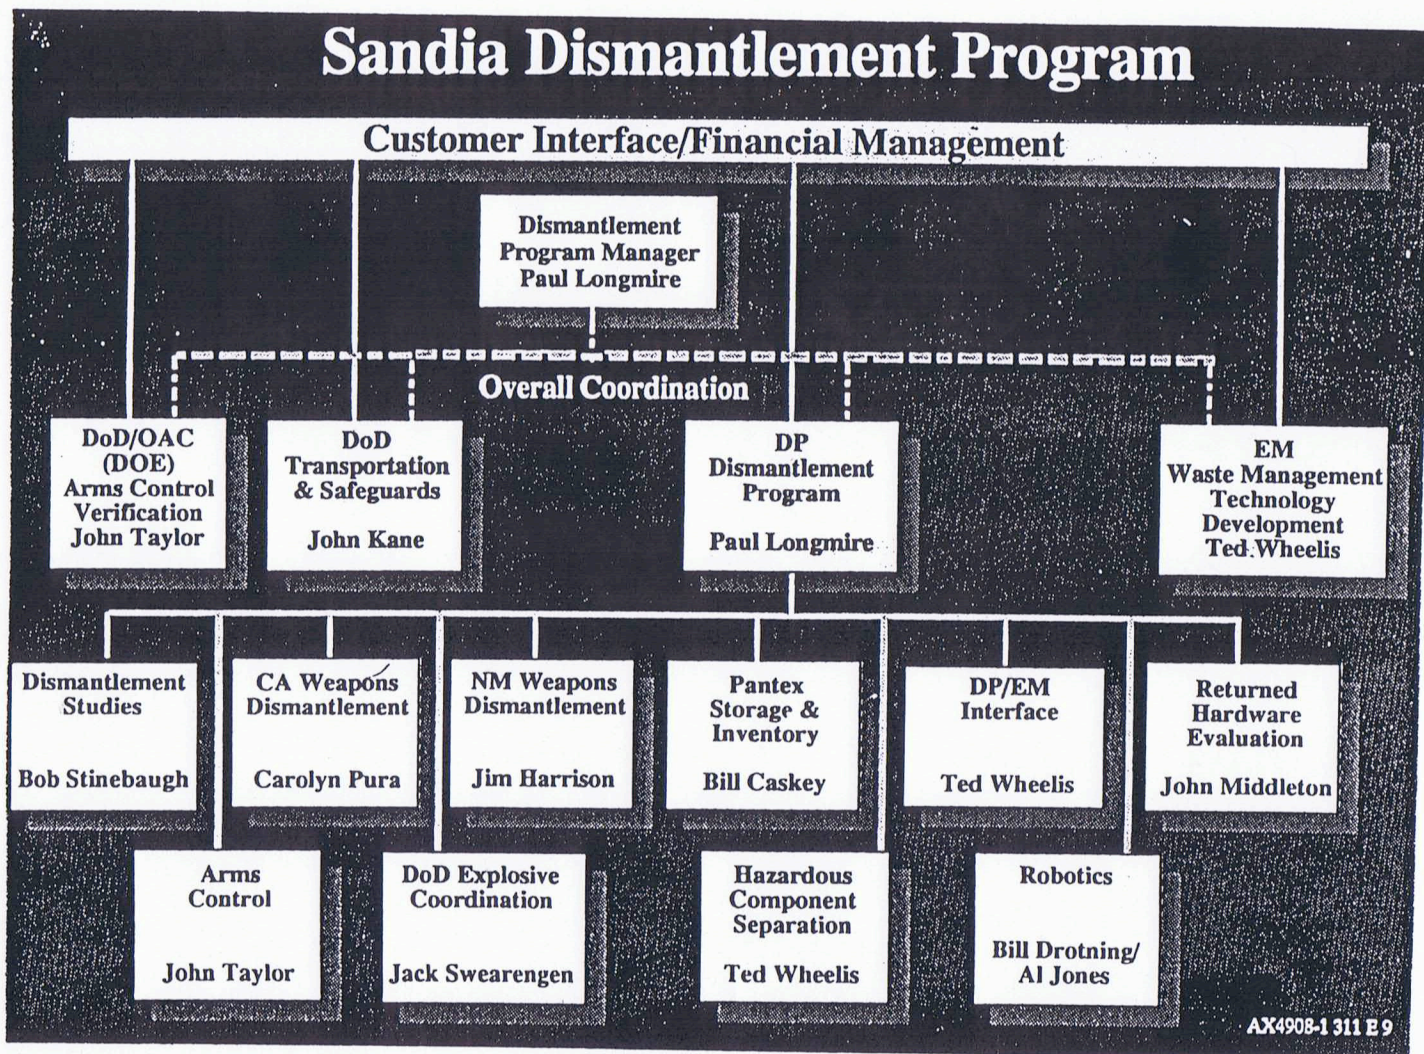 Sandia Dismantlement Program
Customer Interface/Financial Management
Dismantlement
Program Manager
Paul Longmire
Overall Coordination
DoD/OAC
(DOE)
Arms Control
Verification
John Taylor
DoD
Transportation
& Safeguards
John Kane
DP
Dismantlement
Program
Paul Longmire
EM
Waste Management
Technology
Development
Ted Wheelis
Dismantlement
Studies
Bob Stinebaugh
CA Weapons
Dismantlement
Carolyn Pura
NM Weapons
Dismantlement
Jim Harrison
Pantex
Storage &
Inventory
Bill Caskey
DP/EM
Interface
Ted Wheelis
Returned
Hardware
Evaluation
John Middleton
Arms
Control
John Taylor
DoD Explosive
Coordination
Jack Swearengen
Hazardous
Component
Separation
Ted Wheelis
Robotics
Bill Drotning/
Al Jones
AX4908-1 311 E 9